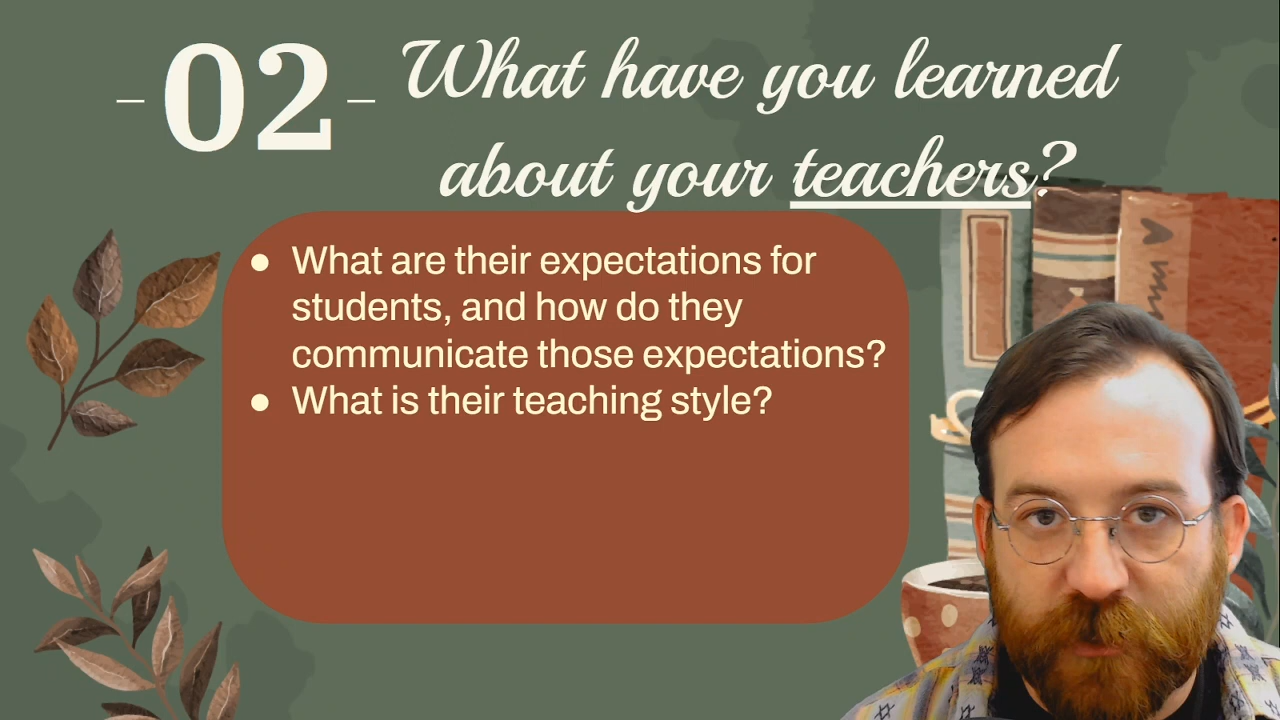 02
What have you learned
about your teachers?
● What are their expectations for
students, and how do they
communicate those expectations?
● What is their teaching style?